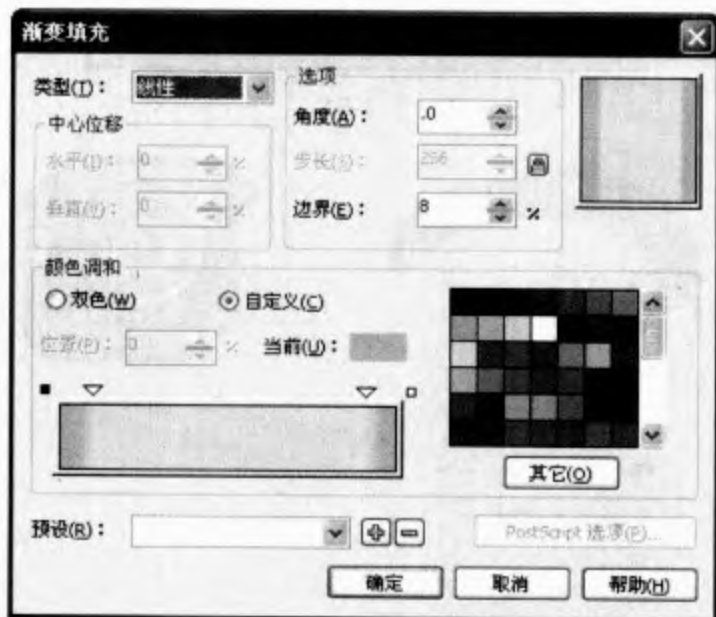 渐变填充
类型(T)： 线性
选项
角度(A)： .0
中心位移
水平(I)： 0 %
步长(S)： 256
垂直(V)： 0 %
边界(E)： 8 %
颜色调和
双色(W) 自定义(C)
位置(P)： 0 % 当前(U)：
其它(O)
预设(R)：
PostScript 选项(P)...
确定 取消 帮助(H)